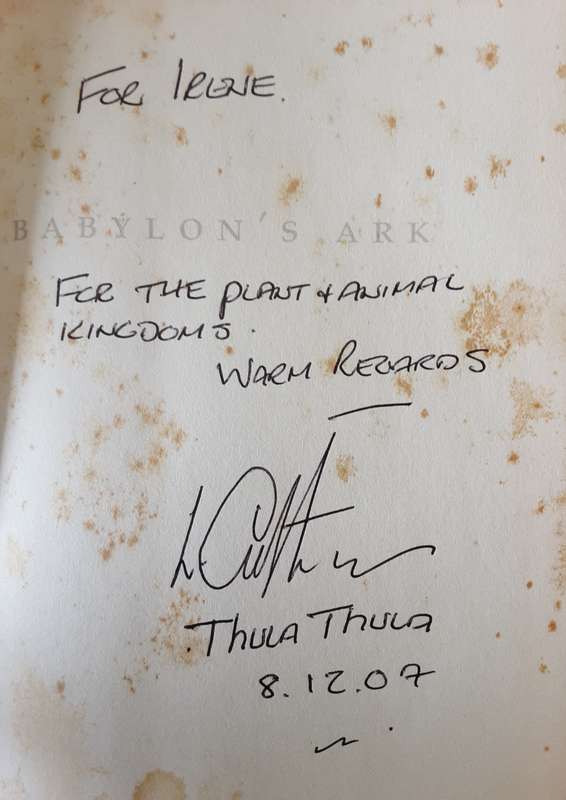 FOR IRENE.
BABYLON'S ARK
FOR THE PLANT & ANIMAL
KINGDOMS.
WARM REGARDS
THULA THULA
8.12.07